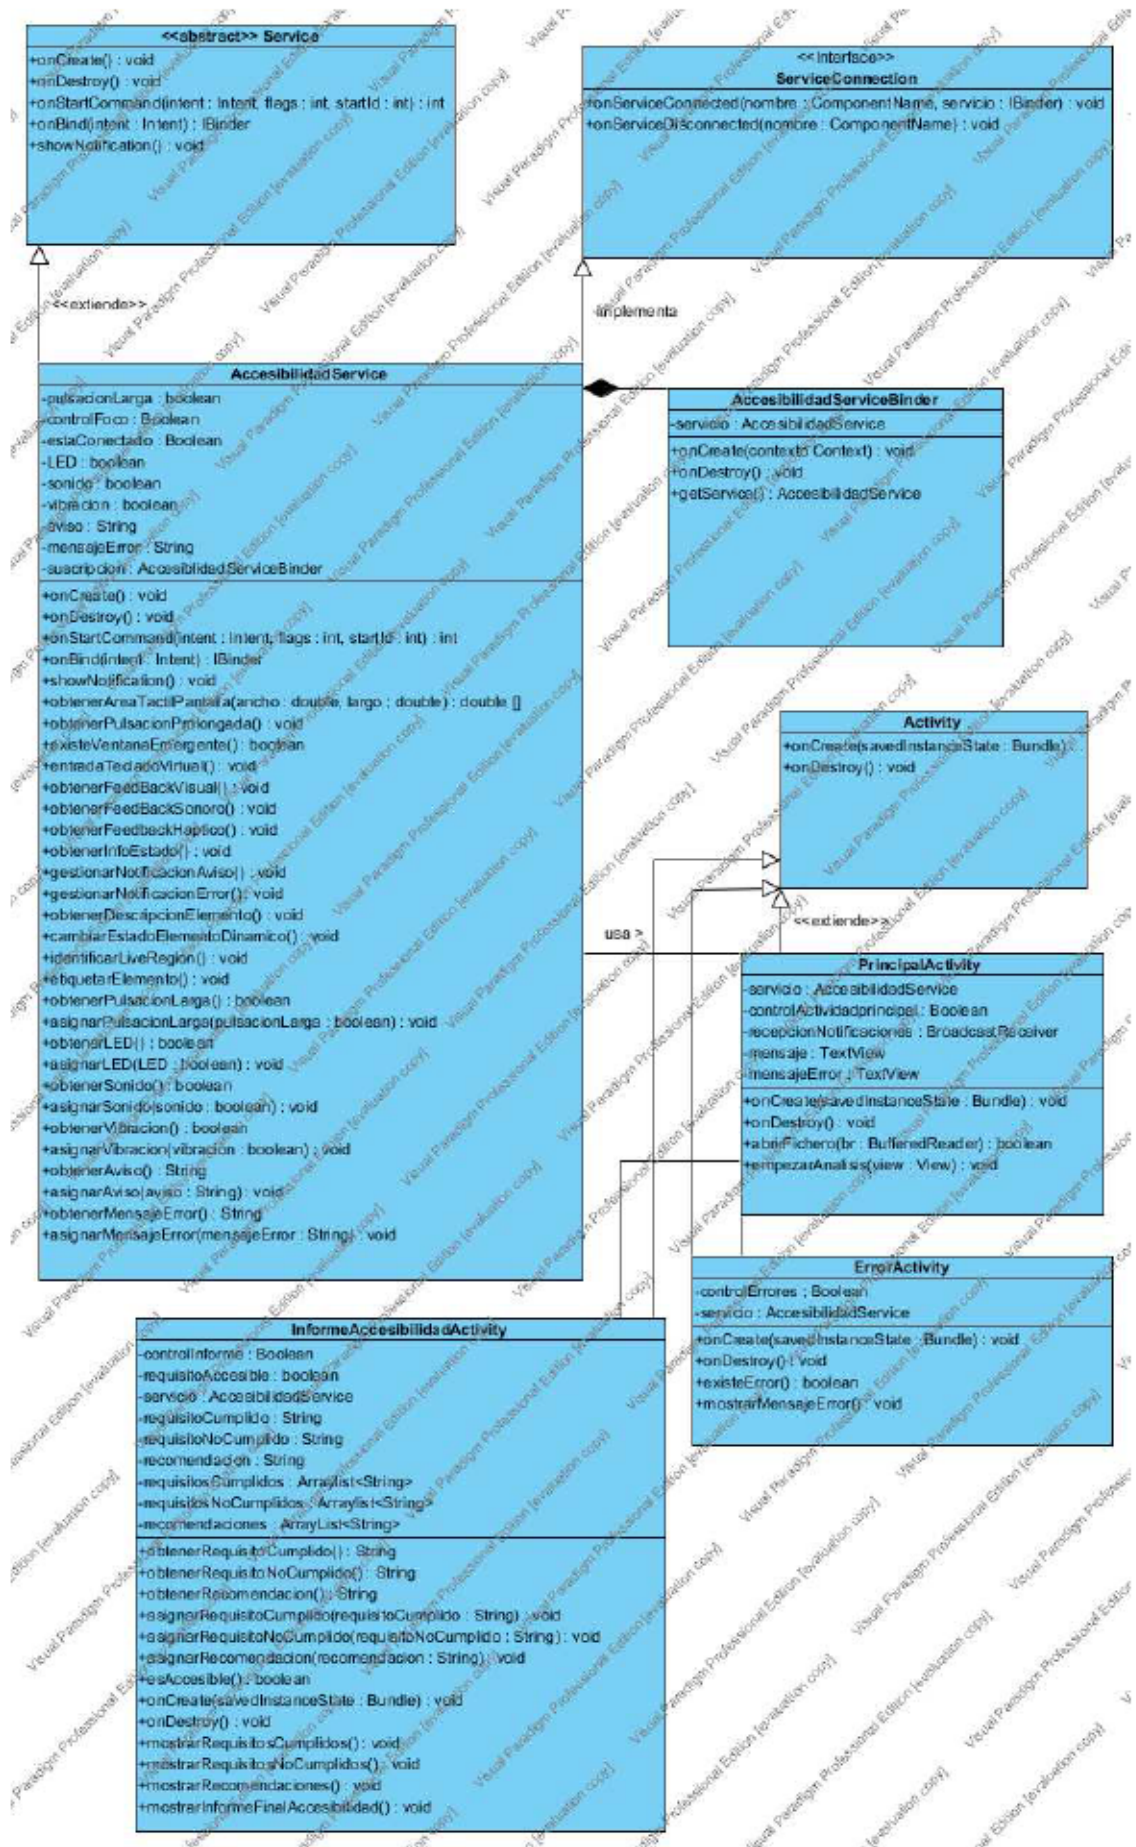 <<abstract>> Service
+onCreate() : void
+onDestroy() : void
+onStartCommand(intent : Intent, flags : int, startId : int) : int
+onBind(intent : Intent) : IBinder
+showNotification() : void
<<Interface>>
ServiceConnection
+onServiceConnected(nombre : ComponentName, servicio : IBinder) : void
+onServiceDisconnected(nombre : ComponentName) : void
<<extiende>>
-Implementa
AccesibilidadService
-pulsacionLarga : boolean
-controlFoco : Boolean
-estaConectado : Boolean
-LED : boolean
-sonido : boolean
-vibracion : boolean
-aviso : String
-mensajeError : String
-suscripcion : AccesiblidadServiceBinder
+onCreate() : void
+onDestroy() : void
+onStartCommand(intent : Intent, flags : int, startId : int) : int
+onBind(intent : Intent) : IBinder
+showNotification() : void
+obtenerAreaTactilPantalla(ancho : double, largo : double) : double []
+obtenerPulsacionProlongada() : void
+existeVentanaEmergente() : boolean
+entradaTecladoVirtual() : void
+obtenerFeedBackVisual() : void
+obtenerFeedBackSonoro() : void
+obtenerFeedbackHaptico() : void
+obtenerInfoEstado() : void
+gestionarNotificacionAviso() : void
+gestionarNotificacionError() : void
+obtenerDescripcionElemento() : void
+cambiarEstadoElementoDinamico() : void
+identificarLiveRegion() : void
+etiquetarElemento() : void
+obtenerPulsacionLarga() : boolean
+asignarPulsacionLarga(pulsacionLarga : boolean) : void
+obtenerLED() : boolean
+asignarLED(LED : boolean) : void
+obtenerSonido() : boolean
+asignarSonido(sonido : boolean) : void
+obtenerVibracion() : boolean
+asignarVibracion(vibracion : boolean) : void
+obtenerAviso() : String
+asignarAviso(aviso : String) : void
+obtenerMensajeError() : String
+asignarMensajeError(mensajeError : String) : void
AccesibilidadServiceBinder
-servicio : AccesibilidadService
+onCreate(contexto Context) : void
+onDestroy() : void
+getService() : AccesibilidadService
Activity
+onCreate(savedInstanceState : Bundle) : ...
+onDestroy() : void
<<extiende>>
usa >
PrincipalActivity
-servicio : AccesibilidadService
-controlActividadprincipal : Boolean
-recepcionNotificaciones : BroadcastReceiver
-mensaje : TextView
-mensajeError : TextView
+onCreate(savedInstanceState : Bundle) : void
+onDestroy() : void
+abrirFichero(br : BufferedReader) : boolean
+empezarAnalisis(view : View) : void
ErrorActivity
-controlErrores : Boolean
-servicio : AccesibilidadService
+onCreate(savedInstanceState : Bundle) : void
+onDestroy() : void
+existeError() : boolean
+mostrarMensajeError() : void
InformeAccesibilidadActivity
-controlInforme : Boolean
-requisitoAccesible : boolean
-servicio : AccesibilidadService
-requisitoCumplido : String
-requisitoNoCumplido : String
-recomendacion : String
-requisitosCumplidos : Arraylist<String>
-requisitosNoCumplidos : Arraylist<String>
-recomendaciones : ArrayList<String>
+obtenerRequisitoCumplido() : String
+obtenerRequisitoNoCumplido() : String
+obtenerRecomendacion() : String
+asignarRequisitoCumplido(requisitoCumplido : String) : void
+asignarRequisitoNoCumplido(requisitoNoCumplido : String) : void
+asignarRecomendacion(recomendacion : String) : void
+esAccesible() : boolean
+onCreate(savedInstanceState : Bundle) : void
+onDestroy() : void
+mostrarRequisitosCumplidos() : void
+mostrarRequisitosNoCumplidos() : void
+mostrarRecomendaciones() : void
+mostrarInformeFinalAccesibilidad() : void
Visual Paradigm Professional Edition [evaluation copy]